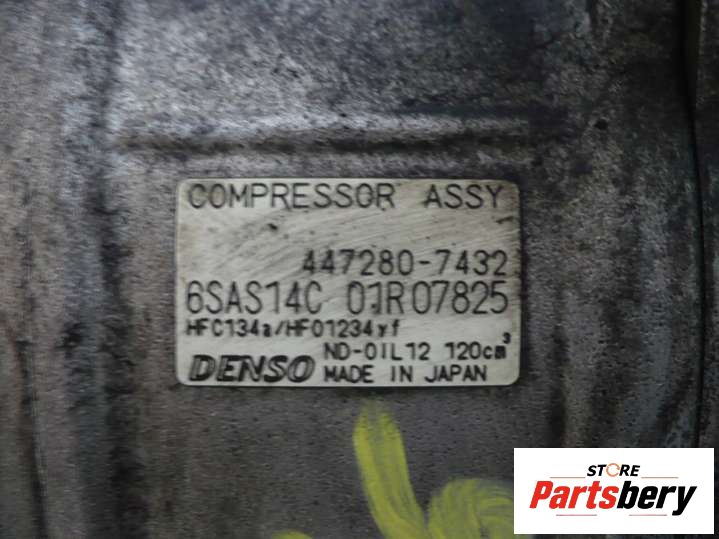 COMPRESSOR ASSY
447280-7432
6SAS14C 01R07825
HFC134a/HFO1234yf
ND-OIL12 120cm³
DENSO MADE IN JAPAN
STORE
Partsbery